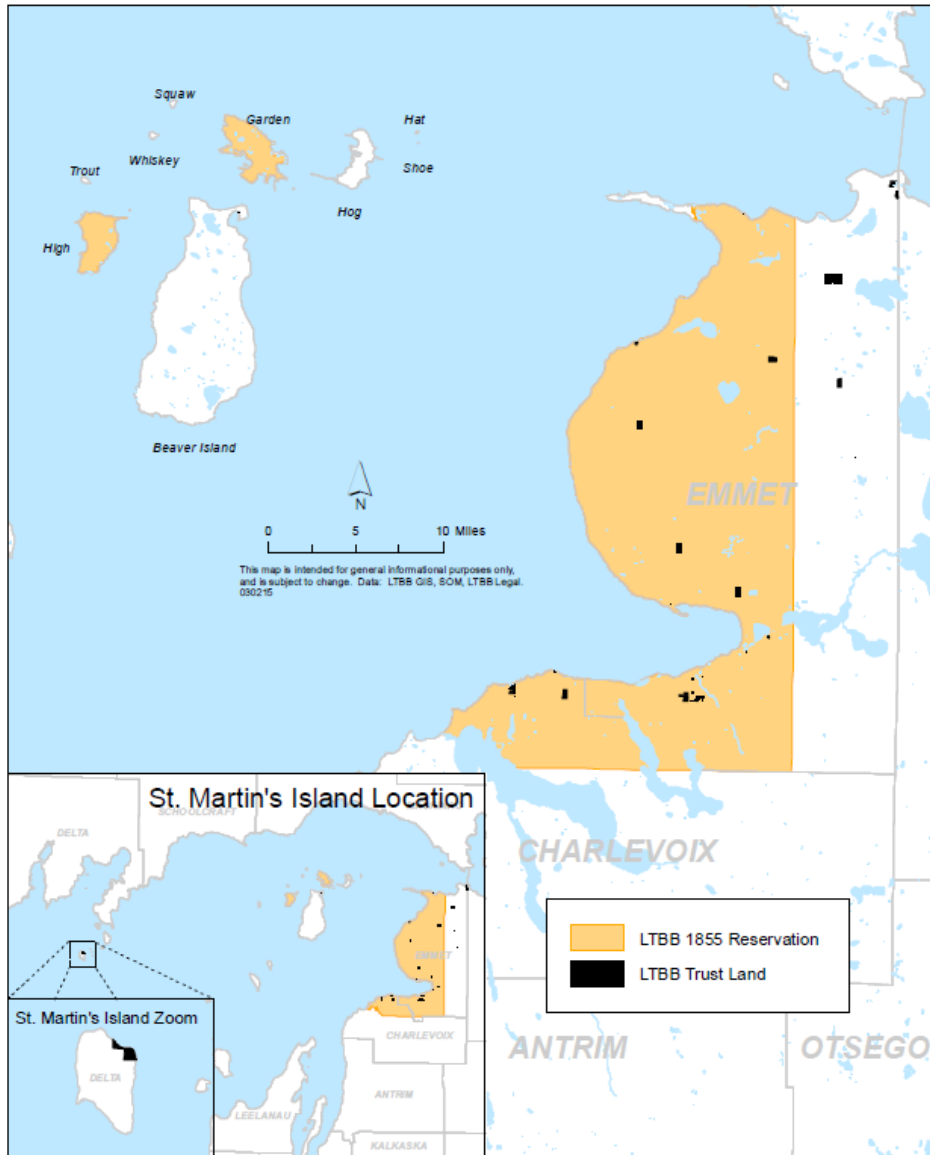 Squaw
Garden
Hat
Whiskey
Trout
Shoe
Hog
High
Beaver Island
EMMET
N
0 5 10 Miles
This map is intended for general informational purposes only,
and is subject to change. Data: LTBB GIS, SOM, LTBB Legal.
030215
St. Martin's Island Location
SCHOOLCRAFT
DELTA
EMMET
CHARLEVOIX
LEELANAU
ANTRIM
KALKASKA
St. Martin's Island Zoom
DELTA
CHARLEVOIX
LTBB 1855 Reservation
LTBB Trust Land
ANTRIM
OTSEGO